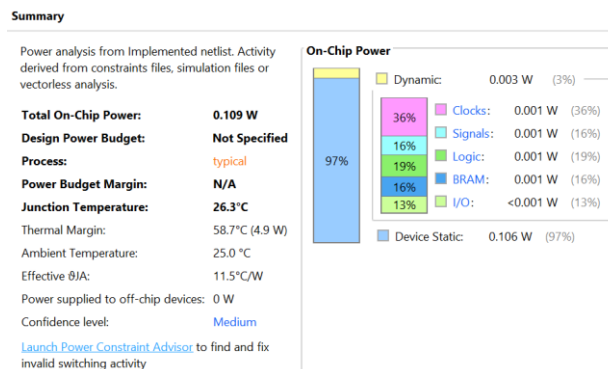 Summary
Power analysis from Implemented netlist. Activity
derived from constraints files, simulation files or
vectorless analysis.
Total On-Chip Power: 0.109 W
Design Power Budget: Not Specified
Process: typical
Power Budget Margin: N/A
Junction Temperature: 26.3°C
Thermal Margin: 58.7°C (4.9 W)
Ambient Temperature: 25.0 °C
Effective ϑJA: 11.5°C/W
Power supplied to off-chip devices: 0 W
Confidence level: Medium
Launch Power Constraint Advisor to find and fix
invalid switching activity
On-Chip Power
Dynamic: 0.003 W (3%)
97%
36% Clocks: 0.001 W (36%)
16% Signals: 0.001 W (16%)
19% Logic: 0.001 W (19%)
16% BRAM: 0.001 W (16%)
13% I/O: <0.001 W (13%)
Device Static: 0.106 W (97%)